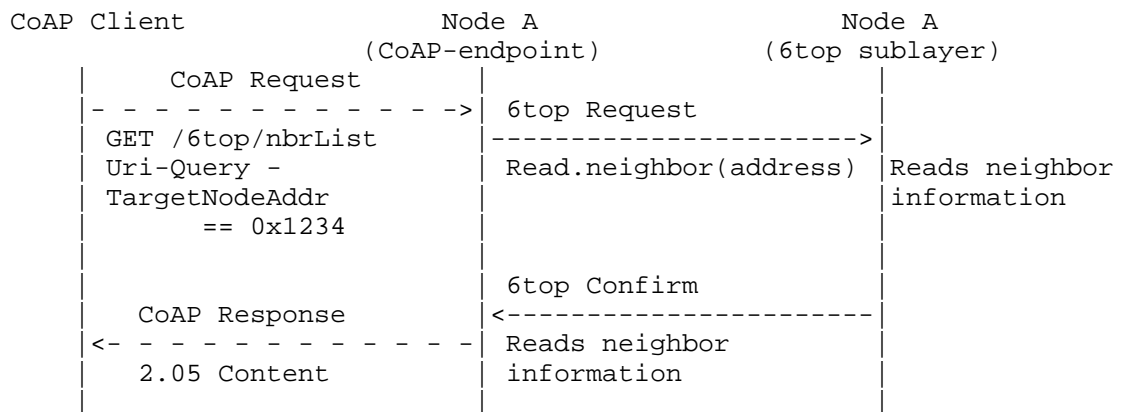 CoAP Client Node A Node A
(CoAP-endpoint) (6top sublayer)
CoAP Request
- - - - - - - - - - - - ->| 6top Request
GET /6top/nbrList |----------------------->|
Uri-Query - Read.neighbor(address) Reads neighbor
TargetNodeAddr information
== 0x1234
6top Confirm
CoAP Response |<-----------------------|
|<- - - - - - - - - - - - -| Reads neighbor
2.05 Content information